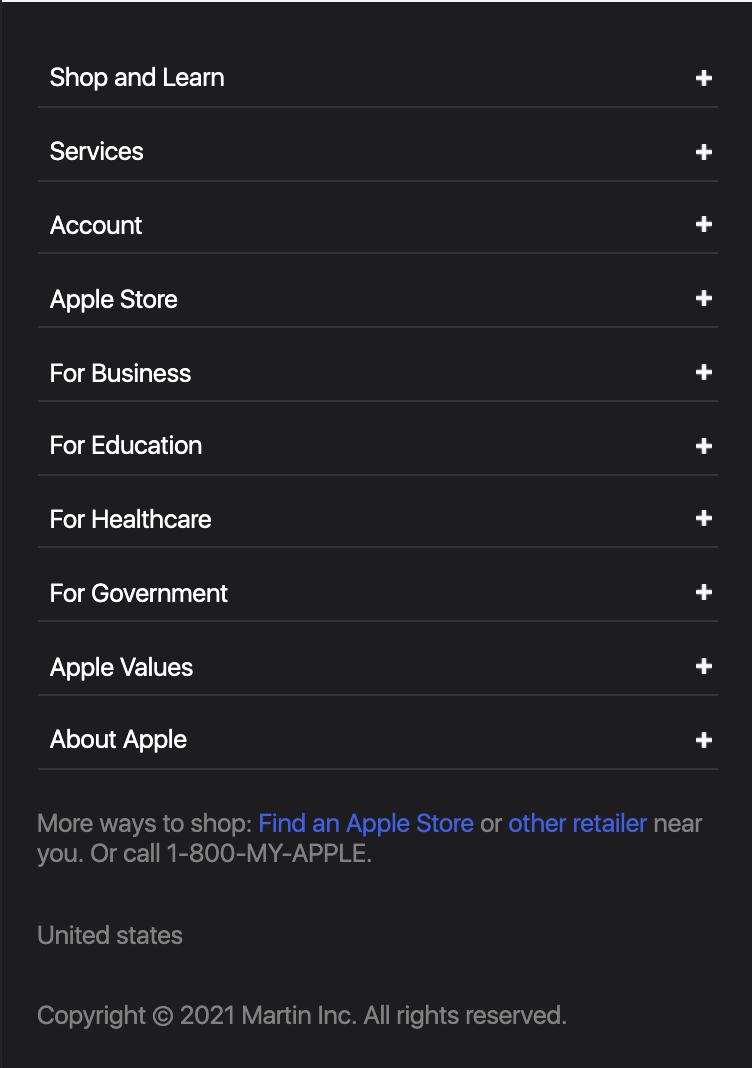 Shop and Learn
Services
Account
Apple Store
For Business
For Education
For Healthcare
For Government
Apple Values
About Apple
More ways to shop: Find an Apple Store or other retailer near
you. Or call 1-800-MY-APPLE.
United states
Copyright © 2021 Martin Inc. All rights reserved.